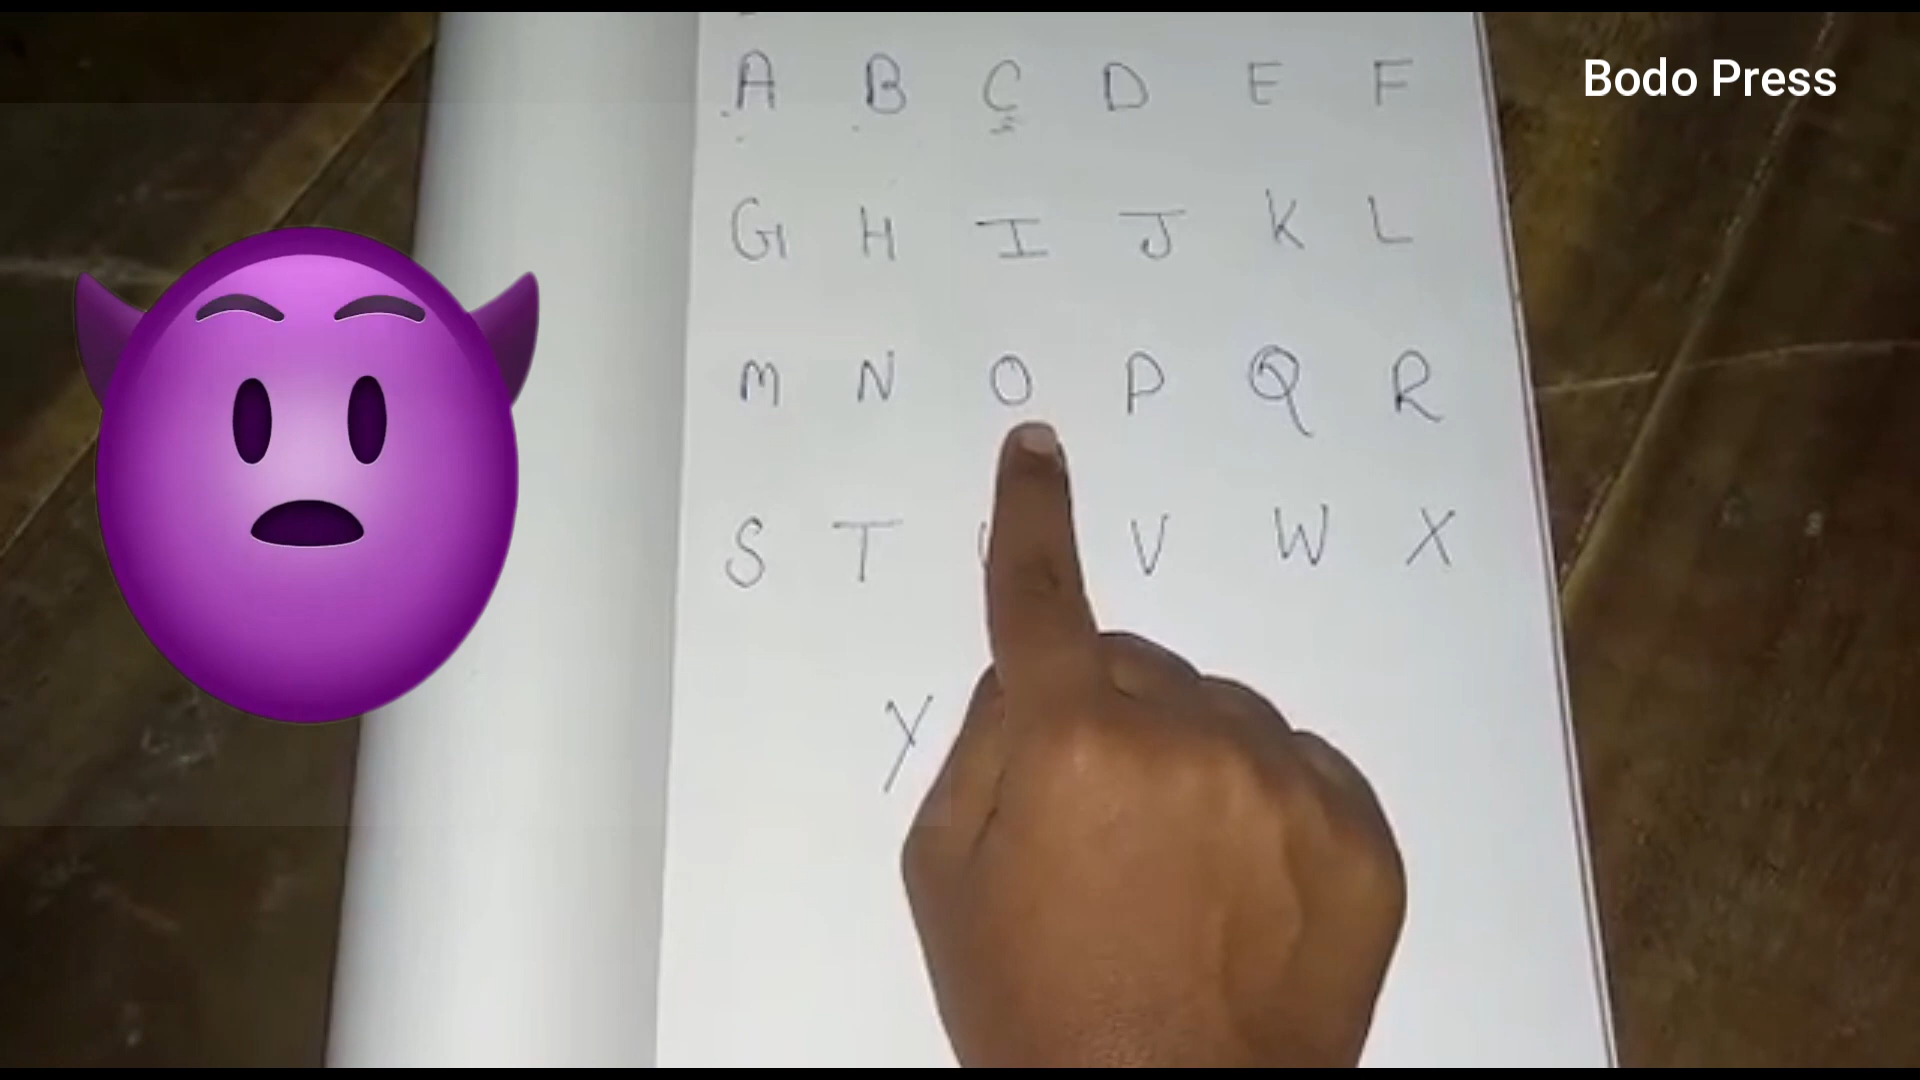 Bodo Press
A B C D E F
G H I J K L
M N O P Q R
S T V W X
Y